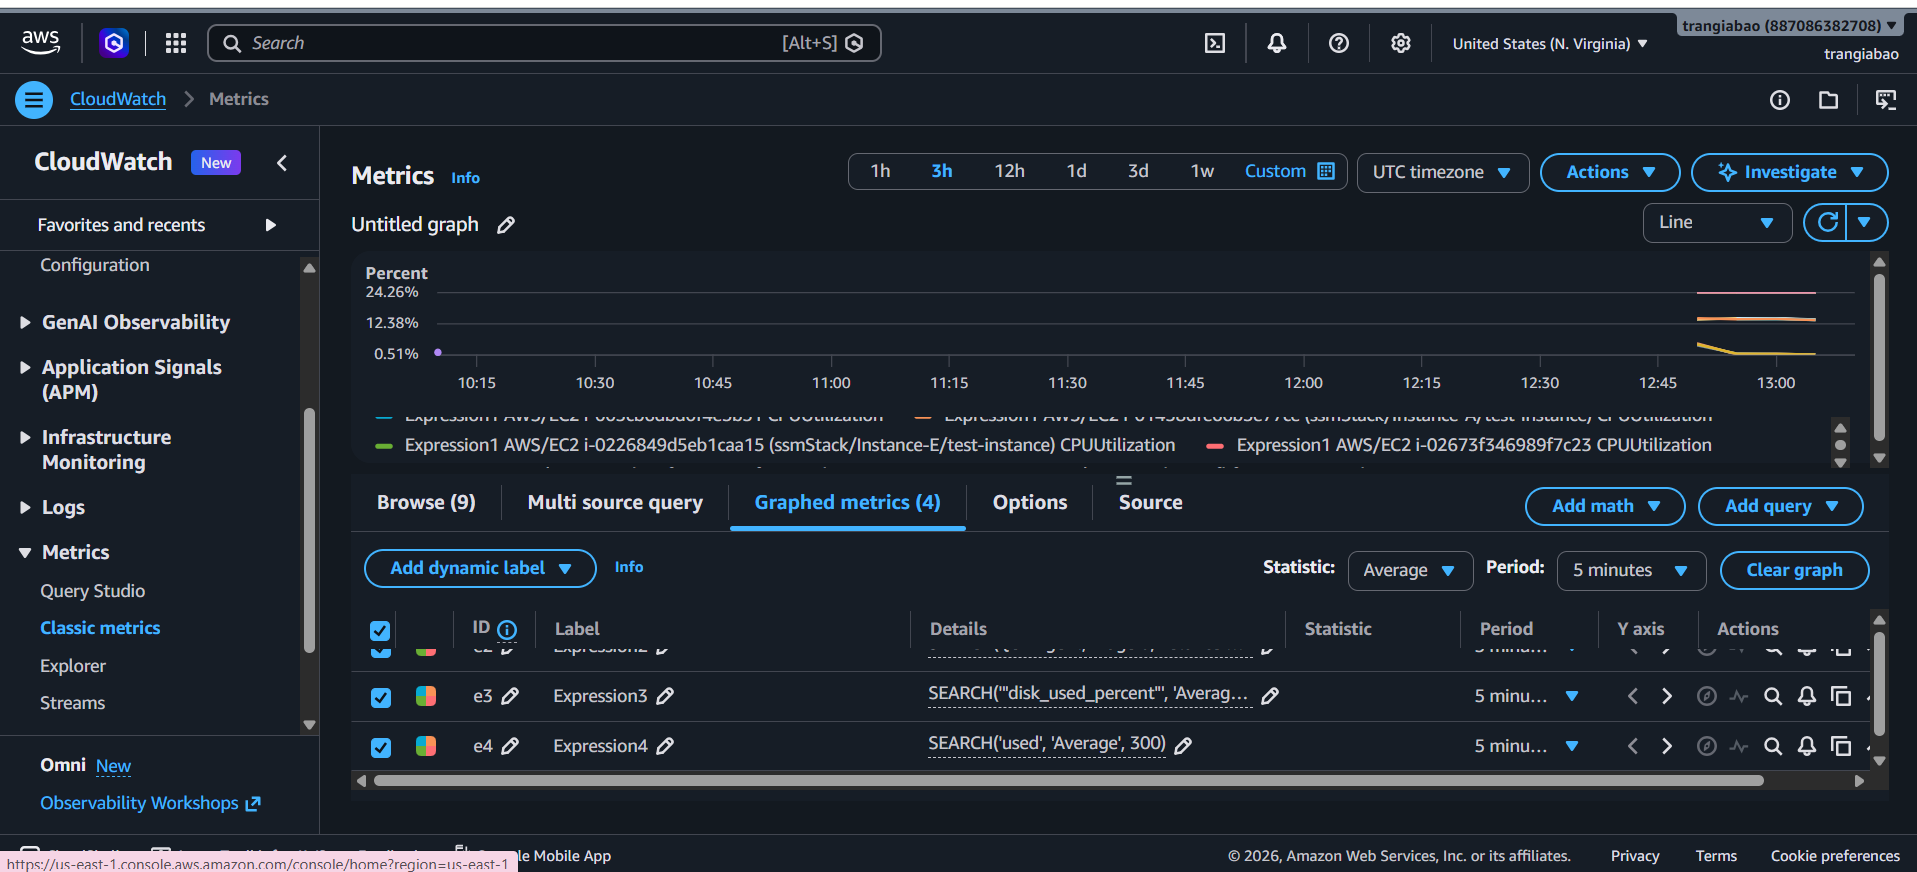 aws
Search [Alt+S]
United States (N. Virginia)
trangiabao (887086382708)
trangiabao
CloudWatch Metrics
CloudWatch New
Favorites and recents
Configuration
GenAI Observability
Application Signals
(APM)
Infrastructure
Monitoring
Logs
Metrics
Query Studio
Classic metrics
Explorer
Streams
Omni New
Observability Workshops
Metrics Info
1h 3h 12h 1d 3d 1w Custom
UTC timezone
Actions
Investigate
Untitled graph
Line
Percent
24.26%
12.38%
0.51%
10:15 10:30 10:45 11:00 11:15 11:30 11:45 12:00 12:15 12:30 12:45 13:00
Expression1 AWS/EC2 i-0226849d5eb1caa15 (ssmStack/Instance-E/test-instance) CPUUtilization
Expression1 AWS/EC2 i-02673f346989f7c23 CPUUtilization
Browse (9) Multi source query Graphed metrics (4) Options Source
Add math Add query
Add dynamic label Info
Statistic: Average Period: 5 minutes Clear graph
ID Label Details Statistic Period Y axis Actions
e2 Expression2
e3 Expression3 SEARCH('"disk_used_percent"', 'Averag... 5 minu...
e4 Expression4 SEARCH('used', 'Average', 300) 5 minu...
https://us-east-1.console.aws.amazon.com/console/home?region=us-east-1
Mobile App
© 2026, Amazon Web Services, Inc. or its affiliates. Privacy Terms Cookie preferences